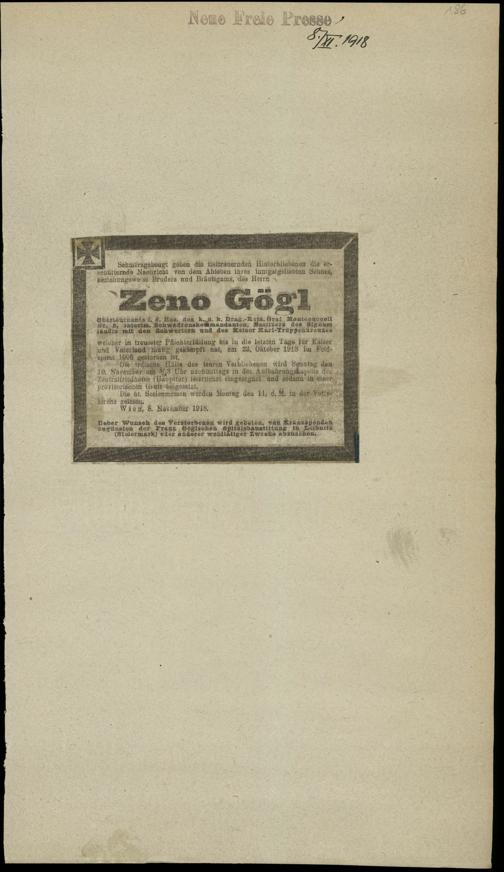 186
Neue Freie Presse
8./XI. 1918
Schmerzgebeugt geben die tieftrauernden Hinterbliebenen die er-
schütternde Nachricht von dem Ableben ihres innigstgeliebten Sohnes,
beziehungsweise Bruders und Bräutigams, des Herrn
Zeno Gögl
Oberleutnants i. d. Res. des k. u. k. Drag.-Regts. Graf Montecuccoli
Nr. 8, interim. Schwadronskommandanten, Besitzers des Signum
laudis mit den Schwertern und des Kaiser Karl-Truppenkreuzes
welcher in treuester Pflichterfüllung bis in die letzten Tage für Kaiser
und Vaterland mutig gekämpft hat, am 23. Oktober 1918 im Feld-
spital 1006 gestorben ist.
Die irdische Hülle des teuren Verblichenen wird Sonntag den
10. November um Uhr nachmittags in der Aufbahrungskapelle des
Zentralfriedhofes (Haupttor) feierlichst eingesegnet und sodann in einer
provisorischen Gruft beigesetzt.
Die hl. Seelenmessen werden Montag den 11. d. M. in der Votiv-
kirche gelesen.
Wien, 8. November 1918.
Ueber Wunsch des Verstorbenen wird gebeten, von Kranzspenden
zugunsten der Franz Göglschen Spitalsbaustiftung in Leibnitz
(Steiermark) oder anderer wohltätiger Zwecke abzusehen.